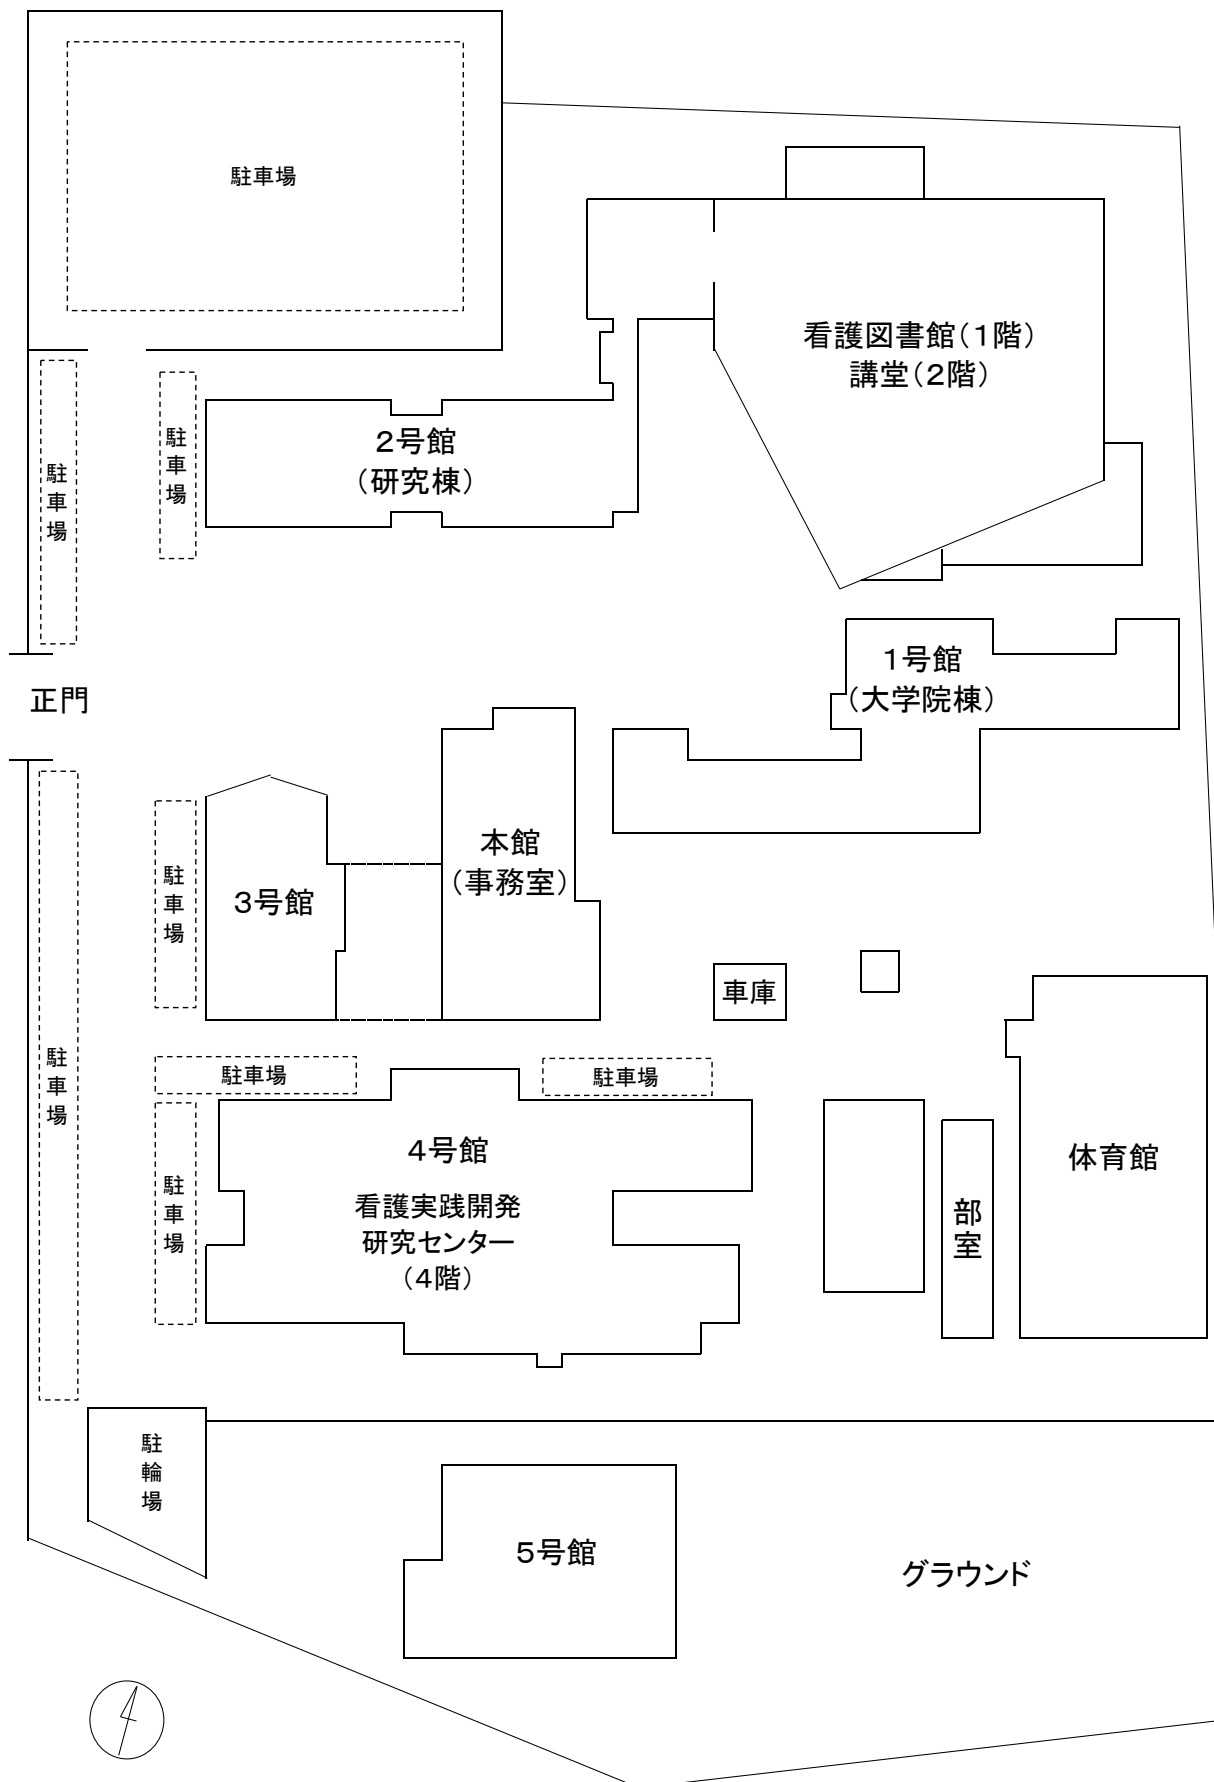 駐車場
看護図書館（１階）
講堂（２階）
２号館
（研究棟）
駐車場
駐車場
１号館
（大学院棟）
正門
本館
（事務室）
３号館
駐車場
車庫
駐車場
駐車場
駐車場
４号館
看護実践開発
研究センター
（４階）
体育館
駐車場
部室
駐輪場
５号館
グラウンド